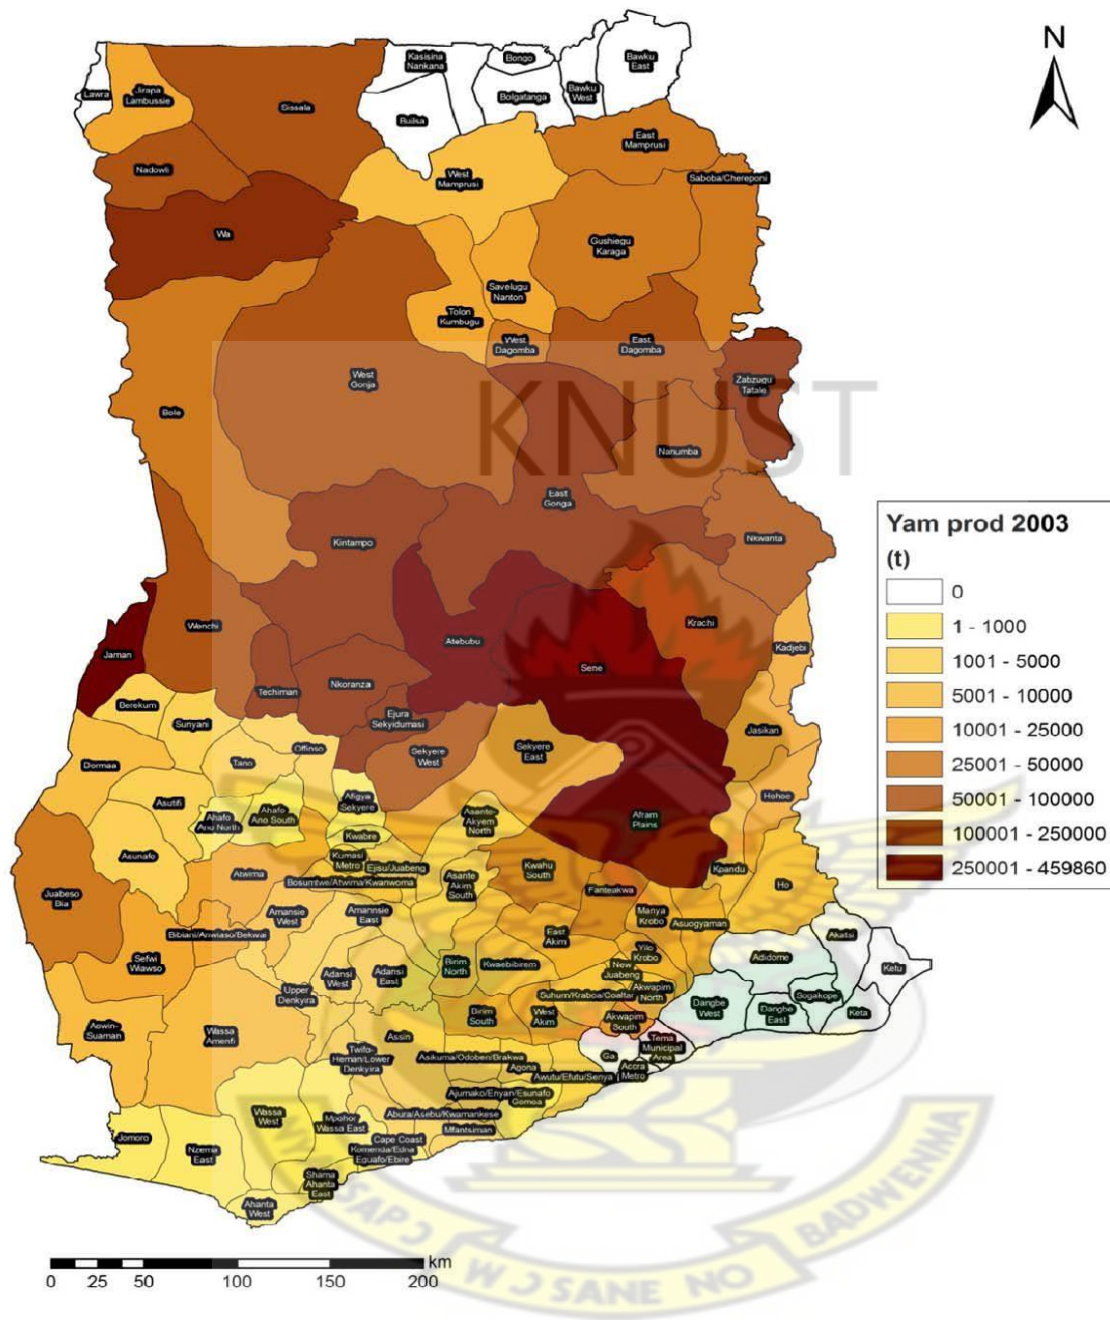 N
Kasisina
Nankana
Bongo
Bawku
East
Lawra
Jirapa
Lambussie
Sissala
Builsa
Bolgatanga
Bawku
West
East
Mamprusi
Nadowli
West
Mamprusi
Saboba/Chereponi
Wa
Gushiegu
Karaga
Savelugu
Nanton
Tolon
Kumbugu
West
Dagomba
East
Dagomba
West
Gonja
Zabzugu
Tatale
KNUST
Bole
Nanumba
East
Gonga
Kintampo
Nkwanta
Yam prod 2003
(t)
0
1 - 1000
1001 - 5000
5001 - 10000
10001 - 25000
25001 - 50000
50001 - 100000
100001 - 250000
250001 - 459860
Wenchi
Krachi
Atebubu
Kadjebi
Jaman
Sene
Techiman
Nkoranza
Berekum
Sunyani
Ejura
Sekyidumasi
Jasikan
Offinso
Sekyere
West
Sekyere
East
Dormaa
Tano
Hohoe
Asutifi
Ahafo
Ano North
Ahafo
Ano South
Afigya
Sekyere
Asante-
Akyem
North
Afram
Plains
Kwabre
Asunafo
Kumasi
Metro
Ejisu/Juabeng
Atwima
Bosumtwe/Atwima/Kwanwoma
Asante
Akim
South
Kwahu
South
Kpandu
Ho
Juabeso
Bia
Fanteakwa
Amansie
West
Amannsie
East
Manya
Krobo
Asuogyaman
Bibiani/Anwiaso/Bekwai
East
Akim
Akatsi
Sefwi
Wiawso
Adansi
West
Adansi
East
Birim
North
Kwaebibirem
Yilo
Krobo
New
Juabeng
Adidome
Ketu
Upper
Denkyira
Suhum/Kraboa/Coaltar
Akwapim
North
Sogaikope
Aowin-
Suaman
Wassa
Amenfi
Birim
South
West
Akim
Akwapim
South
Dangbe
West
Dangbe
East
Keta
Assin
Twifo-
Heman/Lower
Denkyira
Asikuma/Odoben/Brakwa
Agona
Ga
Tema
Municipal
Area
Accra
Metro
Awutu/Efutu/Senya
Ajumako/Enyan/Esunafo
Gomoa
Wassa
West
Mpohor
Wassa East
Abura/Asebu/Kwamankese
Mfantsiman
Jomoro
Nzema
East
Cape Coast
Komenda/Edna
Eguafo/Ebire
Shama
Ahanta
East
Ahanta
West
km
0 25 50 100 150 200
W Ɔ SANE NO
BADWENMA